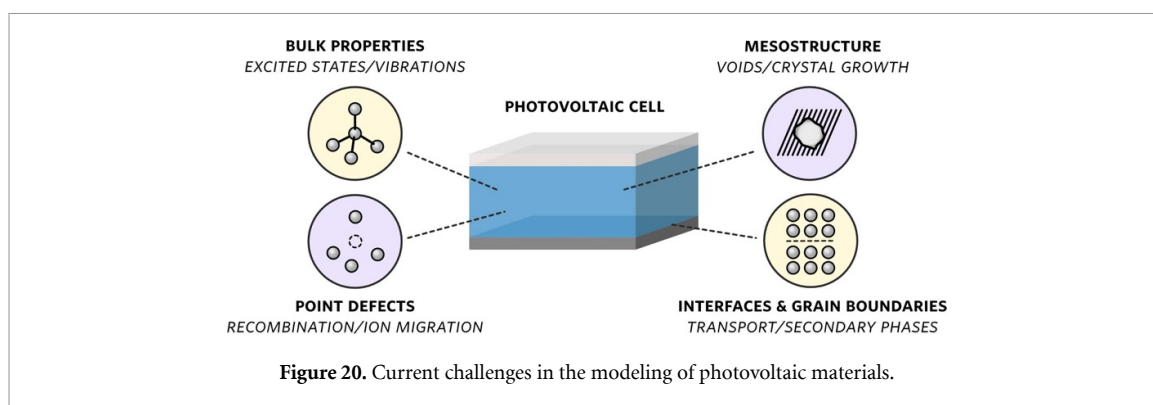 BULK PROPERTIES
EXCITED STATES/VIBRATIONS
MESOSTRUCTURE
VOIDS/CRYSTAL GROWTH
PHOTOVOLTAIC CELL
POINT DEFECTS
RECOMBINATION/ION MIGRATION
INTERFACES & GRAIN BOUNDARIES
TRANSPORT/SECONDARY PHASES
Figure 20. Current challenges in the modeling of photovoltaic materials.